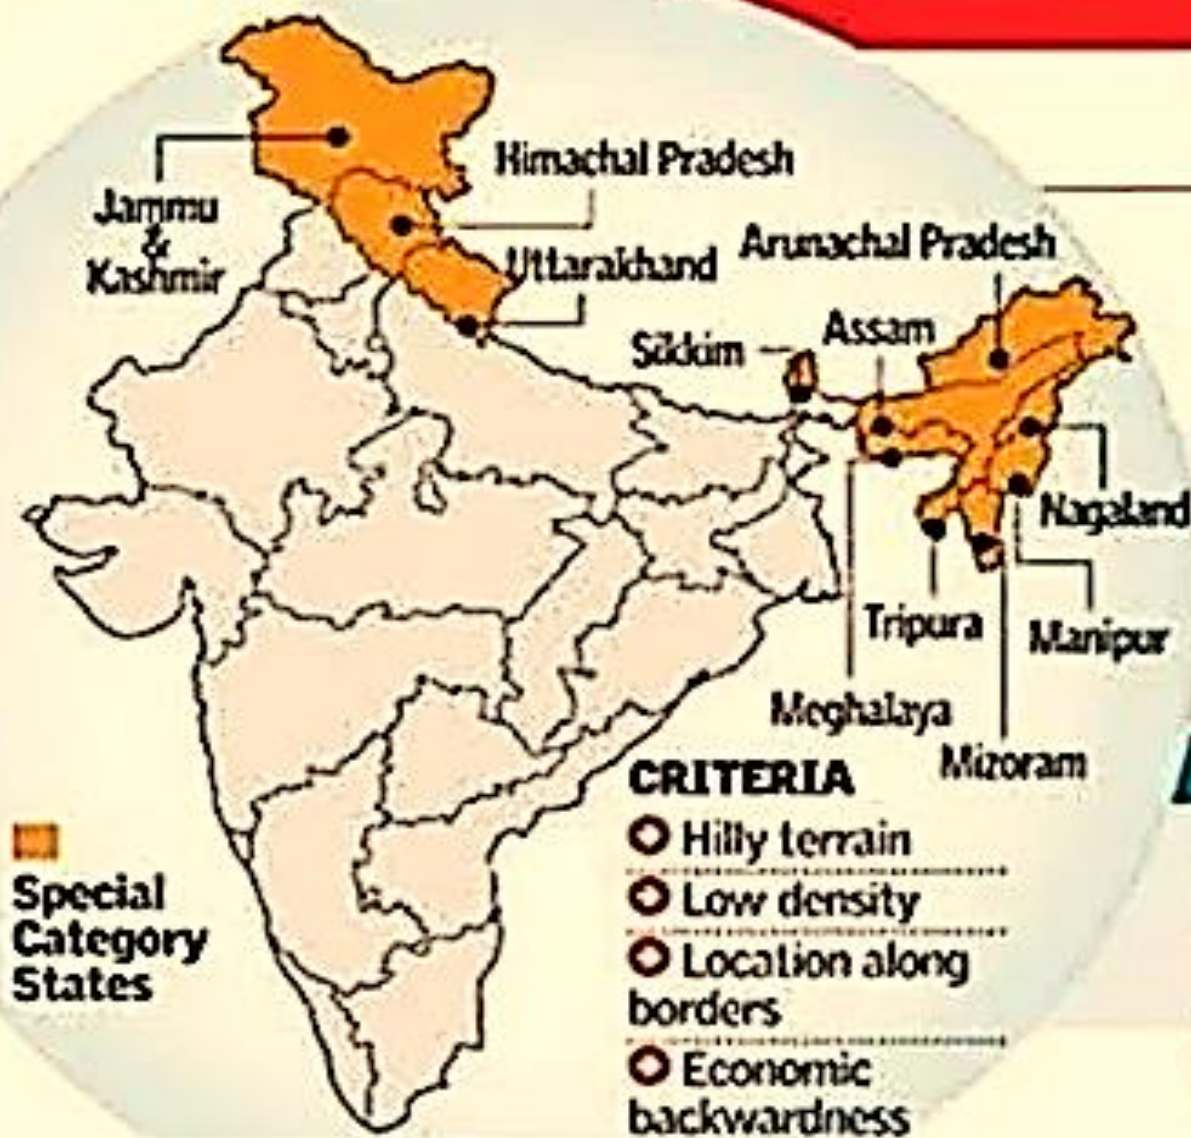 Himachal Pradesh
Jammu
&
Kashmir
Uttarakhand
Arunachal Pradesh
Assam
Sikkim
Nagaland
Tripura
Manipur
Meghalaya
Mizoram
CRITERIA
Hilly terrain
Low density
Location along
borders
Economic
backwardness
Special
Category
States